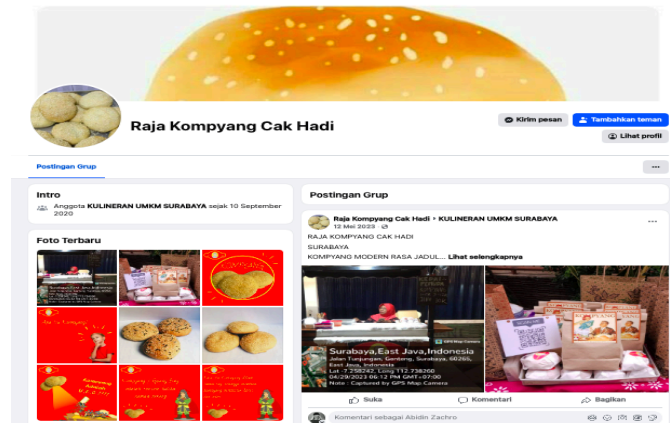 Raja Kompyang Cak Hadi
Kirim pesan
Tambahkan teman
Lihat profil
Postingan Grup
Intro
Anggota KULINERAN UMKM SURABAYA sejak 10 September
2020
Foto Terbaru
Postingan Grup
Raja Kompyang Cak Hadi ▸ KULINERAN UMKM SURABAYA
12 Mei 2023
RAJA KOMPYANG CAK HADI
SURABAYA
KOMPYANG MODERN RASA JADUL... Lihat selengkapnya
GPS Map Camera
Surabaya, East Java, Indonesia
Jalan Tunjungan, Genteng, Surabaya, 60265,
East Java, Indonesia
Lat -7.258242, Long 112.738200
04/29/2023 06:12 PM GMT+07:00
Note : Captured by GPS Map Camera
Suka
Komentari
Bagikan
Komentari sebagai Abidin Zachro